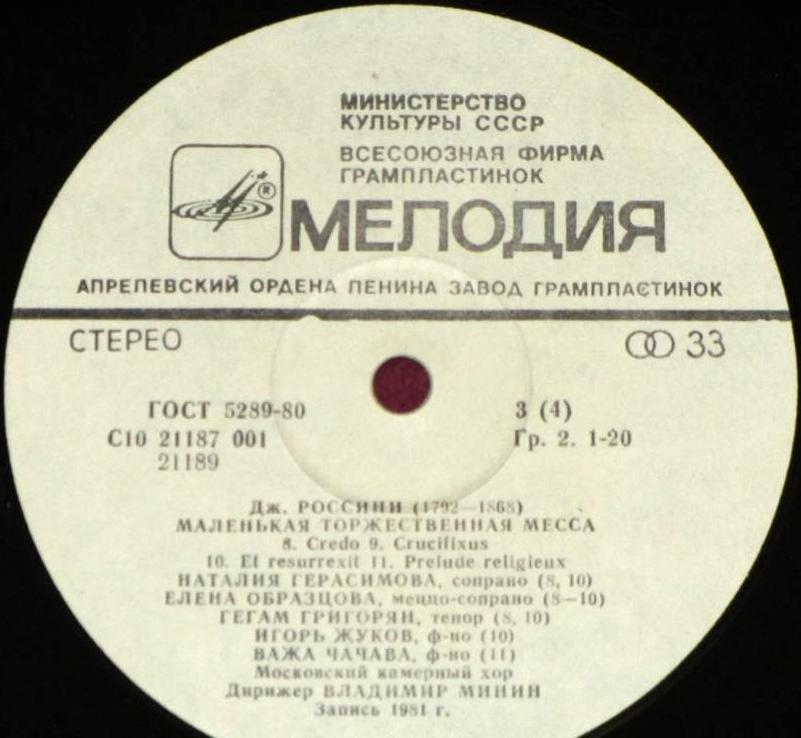 МИНИСТЕРСТВО
КУЛЬТУРЫ СССР
ВСЕСОЮЗНАЯ ФИРМА
ГРАМПЛАСТИНОК
®
МЕЛОДИЯ
АПРЕЛЕВСКИЙ ОРДЕНА ЛЕНИНА ЗАВОД ГРАМПЛАСТИНОК
СТЕРЕО 33
ГОСТ 5289-80 3 (4)
С10 21187 001 Гр. 2. 1-20
21189
Дж. РОССИНИ (1792—1868)
МАЛЕНЬКАЯ ТОРЖЕСТВЕННАЯ МЕССА
8. Credo 9. Crucifixus
10. Et resurrexit 11. Prelude religieux
НАТАЛИЯ ГЕРАСИМОВА, сопрано (8, 10)
ЕЛЕНА ОБРАЗЦОВА, меццо-сопрано (8—10)
ГЕГАМ ГРИГОРЯН, тенор (8, 10)
ИГОРЬ ЖУКОВ, ф-но (10)
ВАЖА ЧАЧАВА, ф-но (11)
Московский камерный хор
Дирижер ВЛАДИМИР МИНИН
Запись 1981 г.